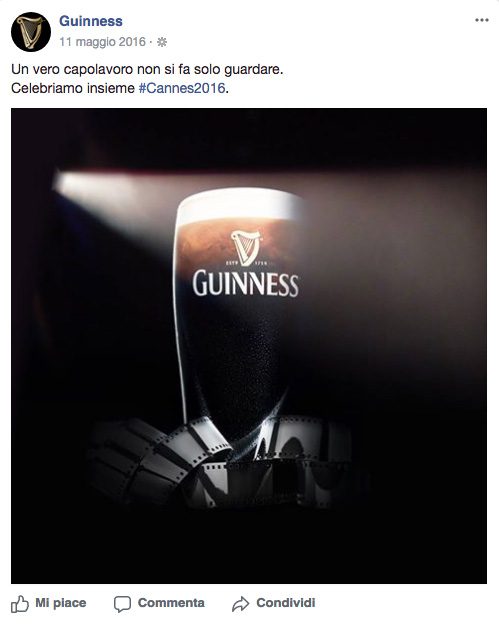 Guinness
11 maggio 2016 ·
Un vero capolavoro non si fa solo guardare.
Celebriamo insieme #Cannes2016.
ESTD 1759
GUINNESS
Mi piace Commenta Condividi